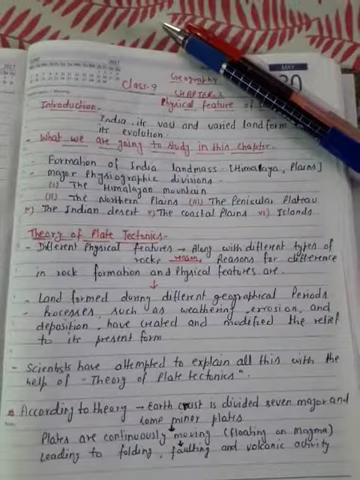 2017
MAY
30
Geography
Class-9
CHAPTER-2
Introduction- Physical feature of
India, its vast and varied landform
its evolution.
What we are going to study in this chapter.
- Formation of India landmass [Himalaya, Plains]
- Major Physiographic divisions-
(i) The Himalayan mountain
(ii) The Northern Plains (iii) The Penicular Plateau
The Indian desert v) The Coastal Plains vi) Islands.
Theory of Plate Tectonics-
- Different Physical features → Along with different types of
rocks Reasons for difference
in rock formation and Physical features are.
↓
- Land formed during different geographical Periods
- Processes, such as weathering, errosion, and
deposition, have created and modified the relief
to its present form
- Scientists have attempted to explain all this with the
help of - Theory of Plate tectonics".
According to theory → Earth crust is divided seven major and
some minor plates
Plates are continuously moving (floating on magma)
leading to folding, faulting and volcanic activity